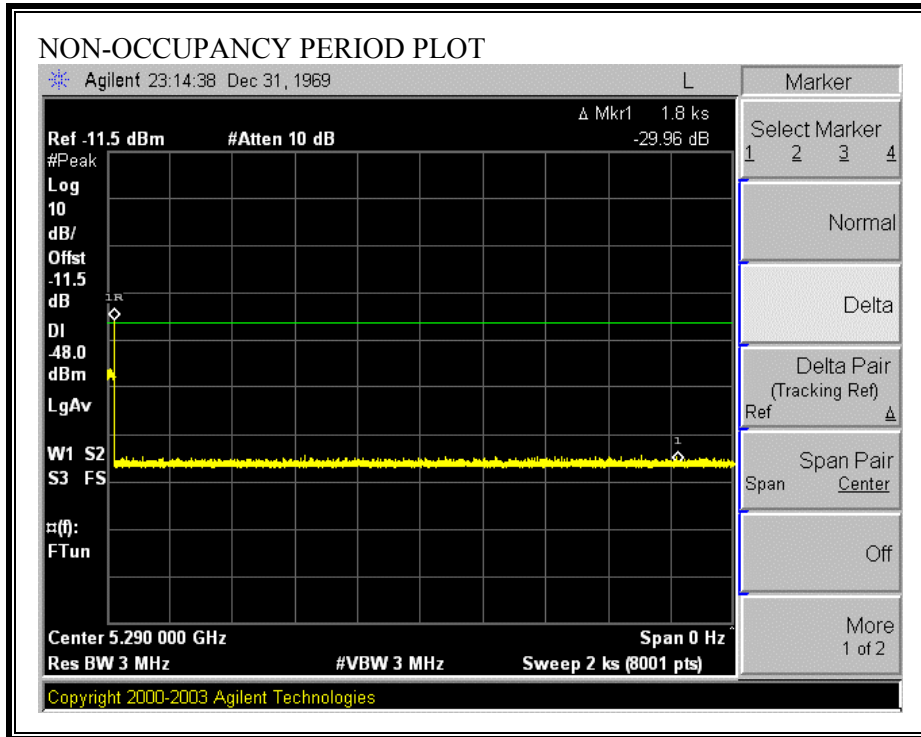 NON-OCCUPANCY PERIOD PLOT
Agilent 23:14:38 Dec 31, 1969 L
Δ Mkr1 1.8 ks
Ref -11.5 dBm #Atten 10 dB -29.96 dB
#Peak
Log
10
dB/
Offst
-11.5
dB
1R
DI
-48.0
dBm
LgAv
1
W1 S2
S3 FS
¤(f):
FTun
Center 5.290 000 GHz Span 0 Hz ^
Res BW 3 MHz #VBW 3 MHz Sweep 2 ks (8001 pts)
Copyright 2000-2003 Agilent Technologies
Marker
Select Marker
1 2 3 4
Normal
Delta
Delta Pair
(Tracking Ref)
Ref Δ
Span Pair
Span Center
Off
More
1 of 2